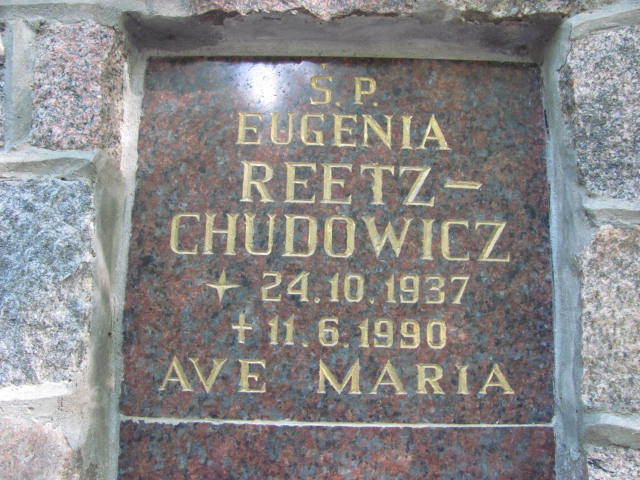 Ś.P.
EUGENIA
REETZ-
CHUDOWICZ
✦ 24.10.1937
✝ 11.6.1990
AVE MARIA